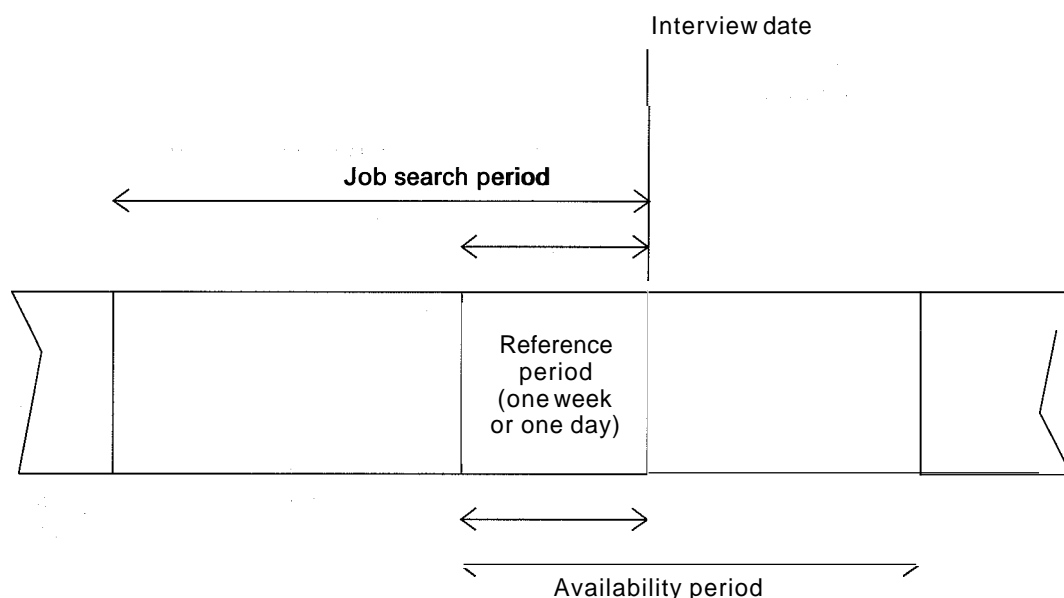 Interview date
Job search period
Reference
period
(one week
or one day)
Availability period